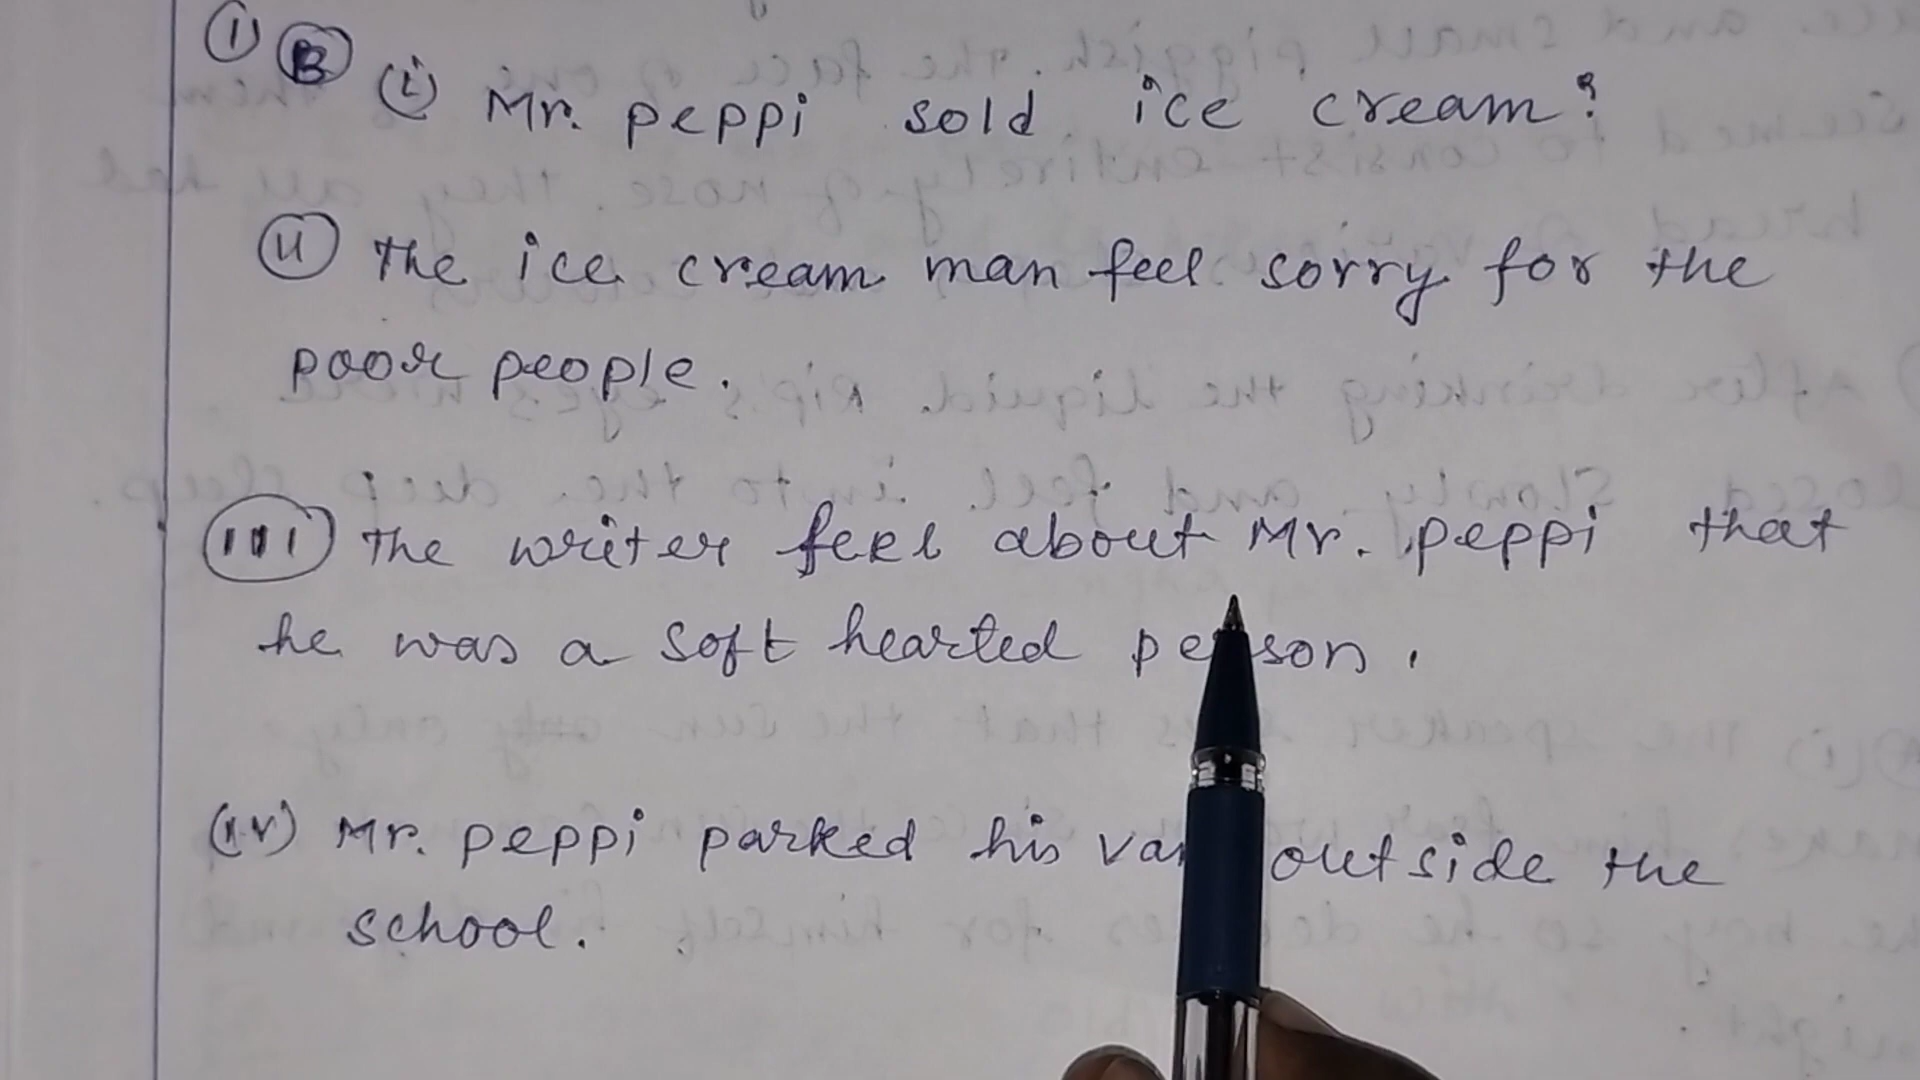 ① Ⓑ (i) Mr. peppi sold ice cream?
(ii) The ice cream man feel sorry for the
poor people.
(iii) The writer feel about Mr. peppi that
he was a soft hearted person.
(iv) Mr. peppi parked his van outside the
school.